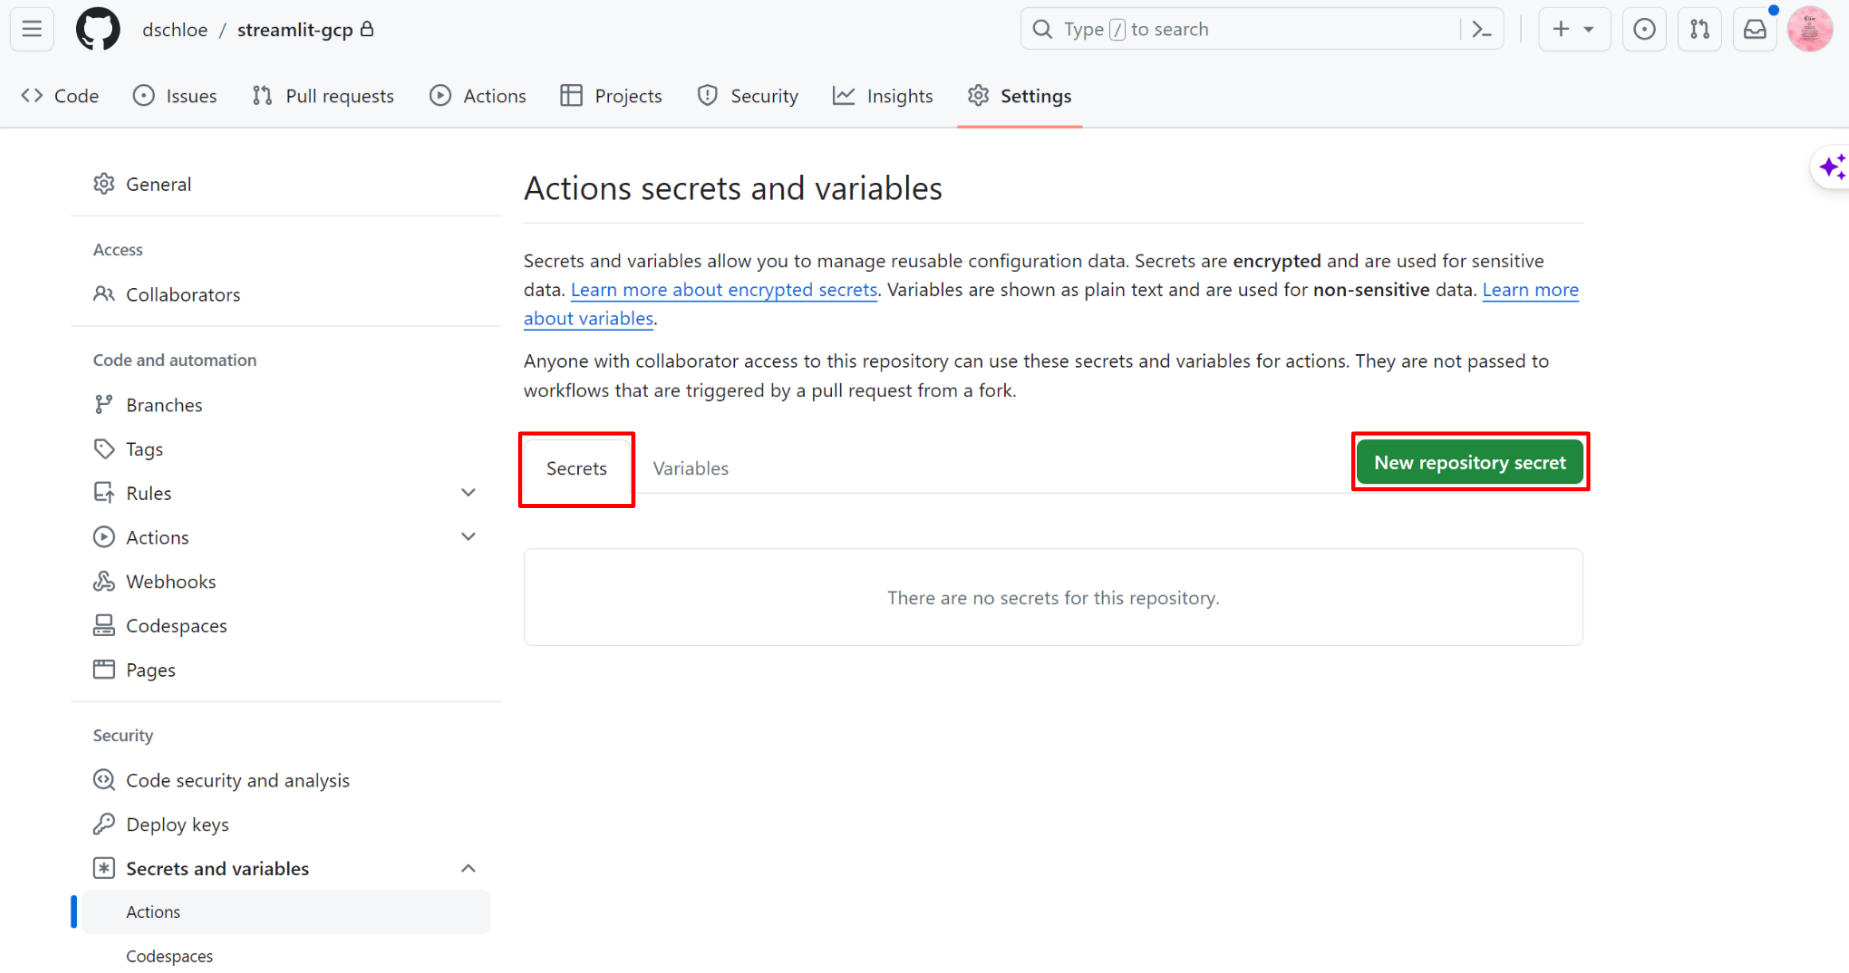 dschloe / streamlit-gcp
Type / to search
Code
Issues
Pull requests
Actions
Projects
Security
Insights
Settings
General
Access
Collaborators
Code and automation
Branches
Tags
Rules
Actions
Webhooks
Codespaces
Pages
Security
Code security and analysis
Deploy keys
Secrets and variables
Actions
Codespaces
Actions secrets and variables
Secrets and variables allow you to manage reusable configuration data. Secrets are encrypted and are used for sensitive
data. Learn more about encrypted secrets. Variables are shown as plain text and are used for non-sensitive data. Learn more
about variables.
Anyone with collaborator access to this repository can use these secrets and variables for actions. They are not passed to
workflows that are triggered by a pull request from a fork.
Secrets
Variables
New repository secret
There are no secrets for this repository.